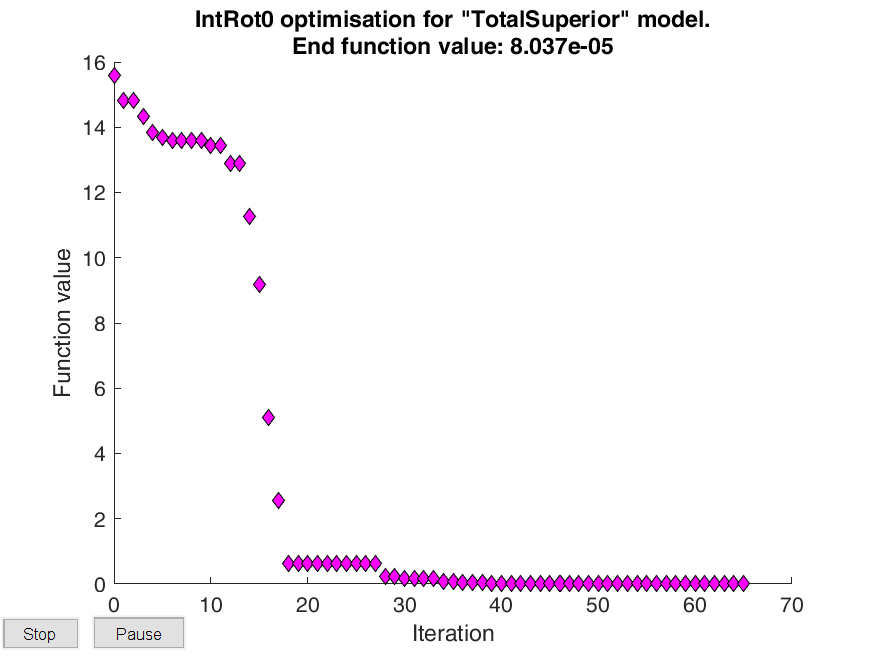 IntRot0 optimisation for "TotalSuperior" model.
End function value: 8.037e-05
16
14
12
10
8
6
4
2
0
Function value
0 10 20 30 40 50 60 70
Iteration
Stop Pause